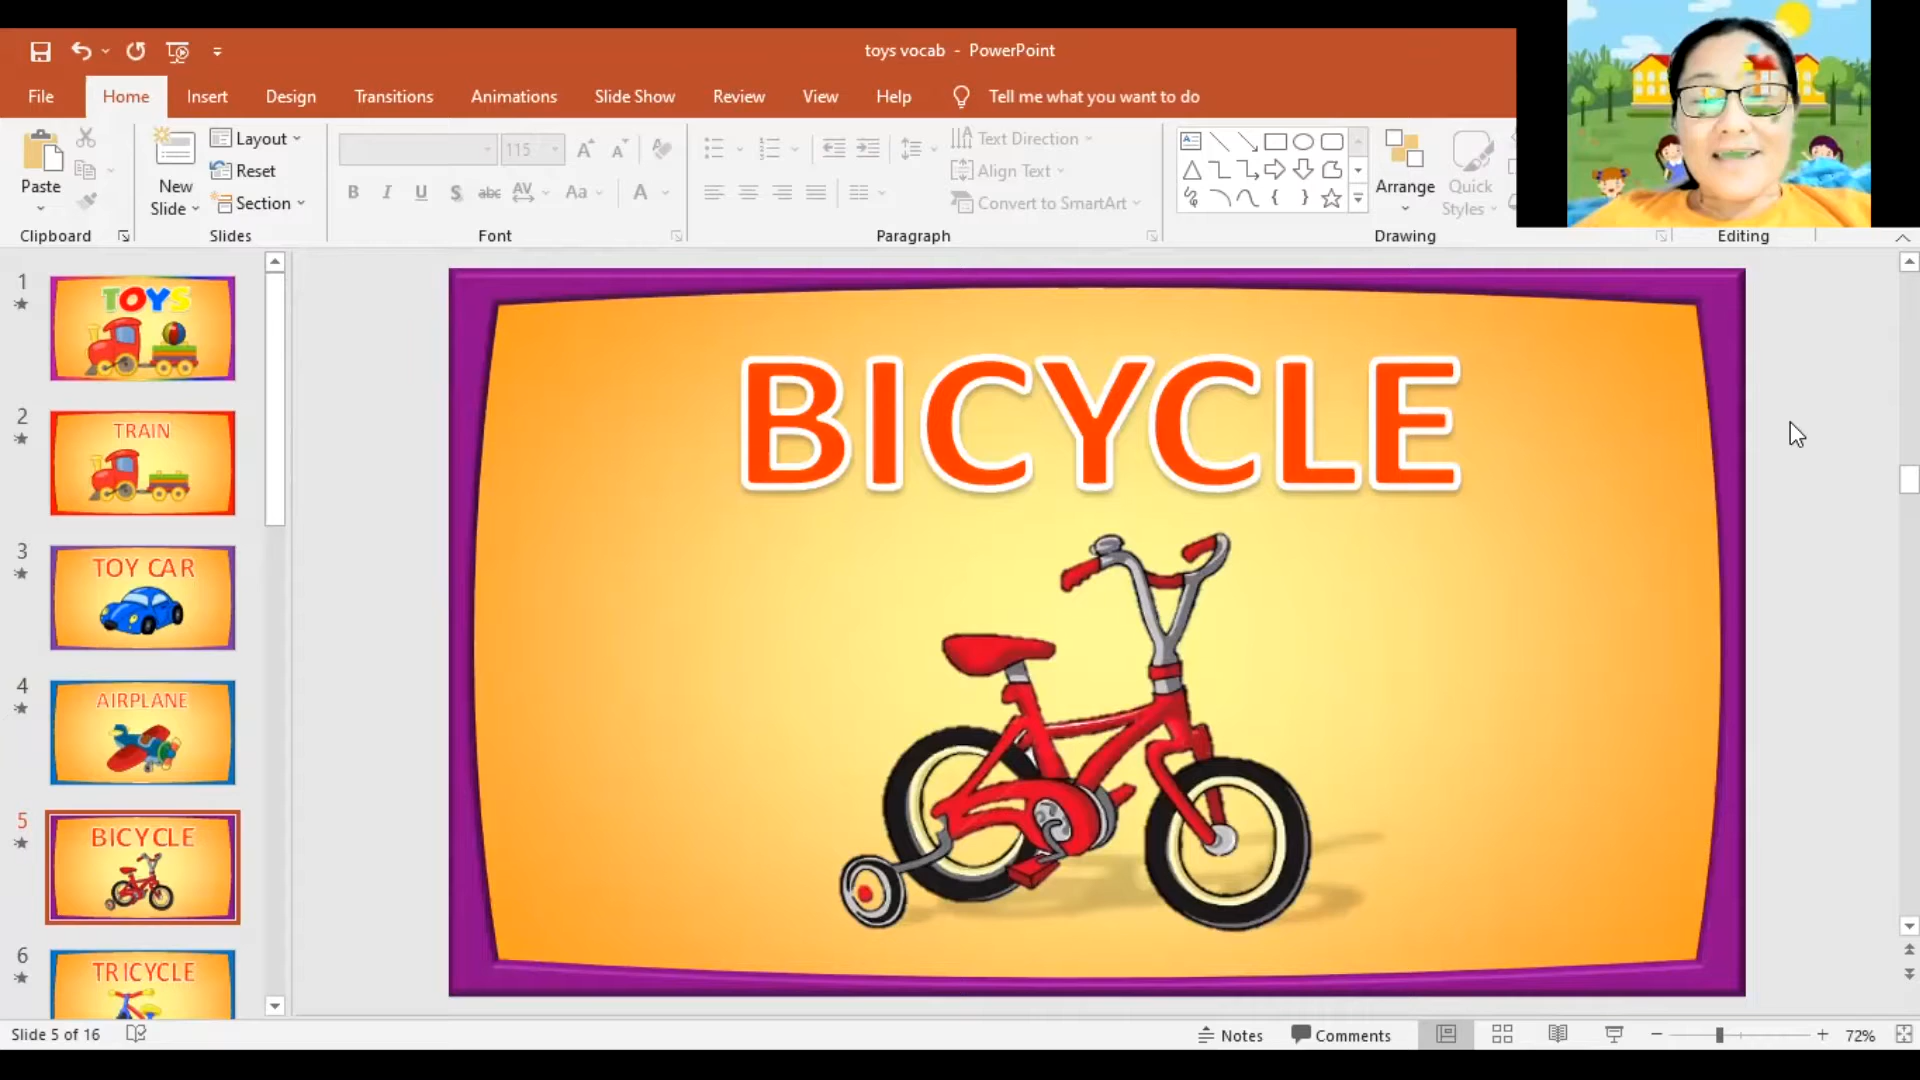 toys vocab - PowerPoint
File Home Insert Design Transitions Animations Slide Show Review View Help Tell me what you want to do
Paste
Clipboard
New Slide
Layout
Reset
Section
Slides
115
B I U S abc AV Aa A
Font
Text Direction
Align Text
Convert to SmartArt
Paragraph
Arrange
Quick Styles
Drawing
Editing
1
TOYS
2
TRAIN
3
TOY CAR
4
AIRPLANE
5
BICYCLE
6
TRICYCLE
BICYCLE
Slide 5 of 16
Notes Comments 72%